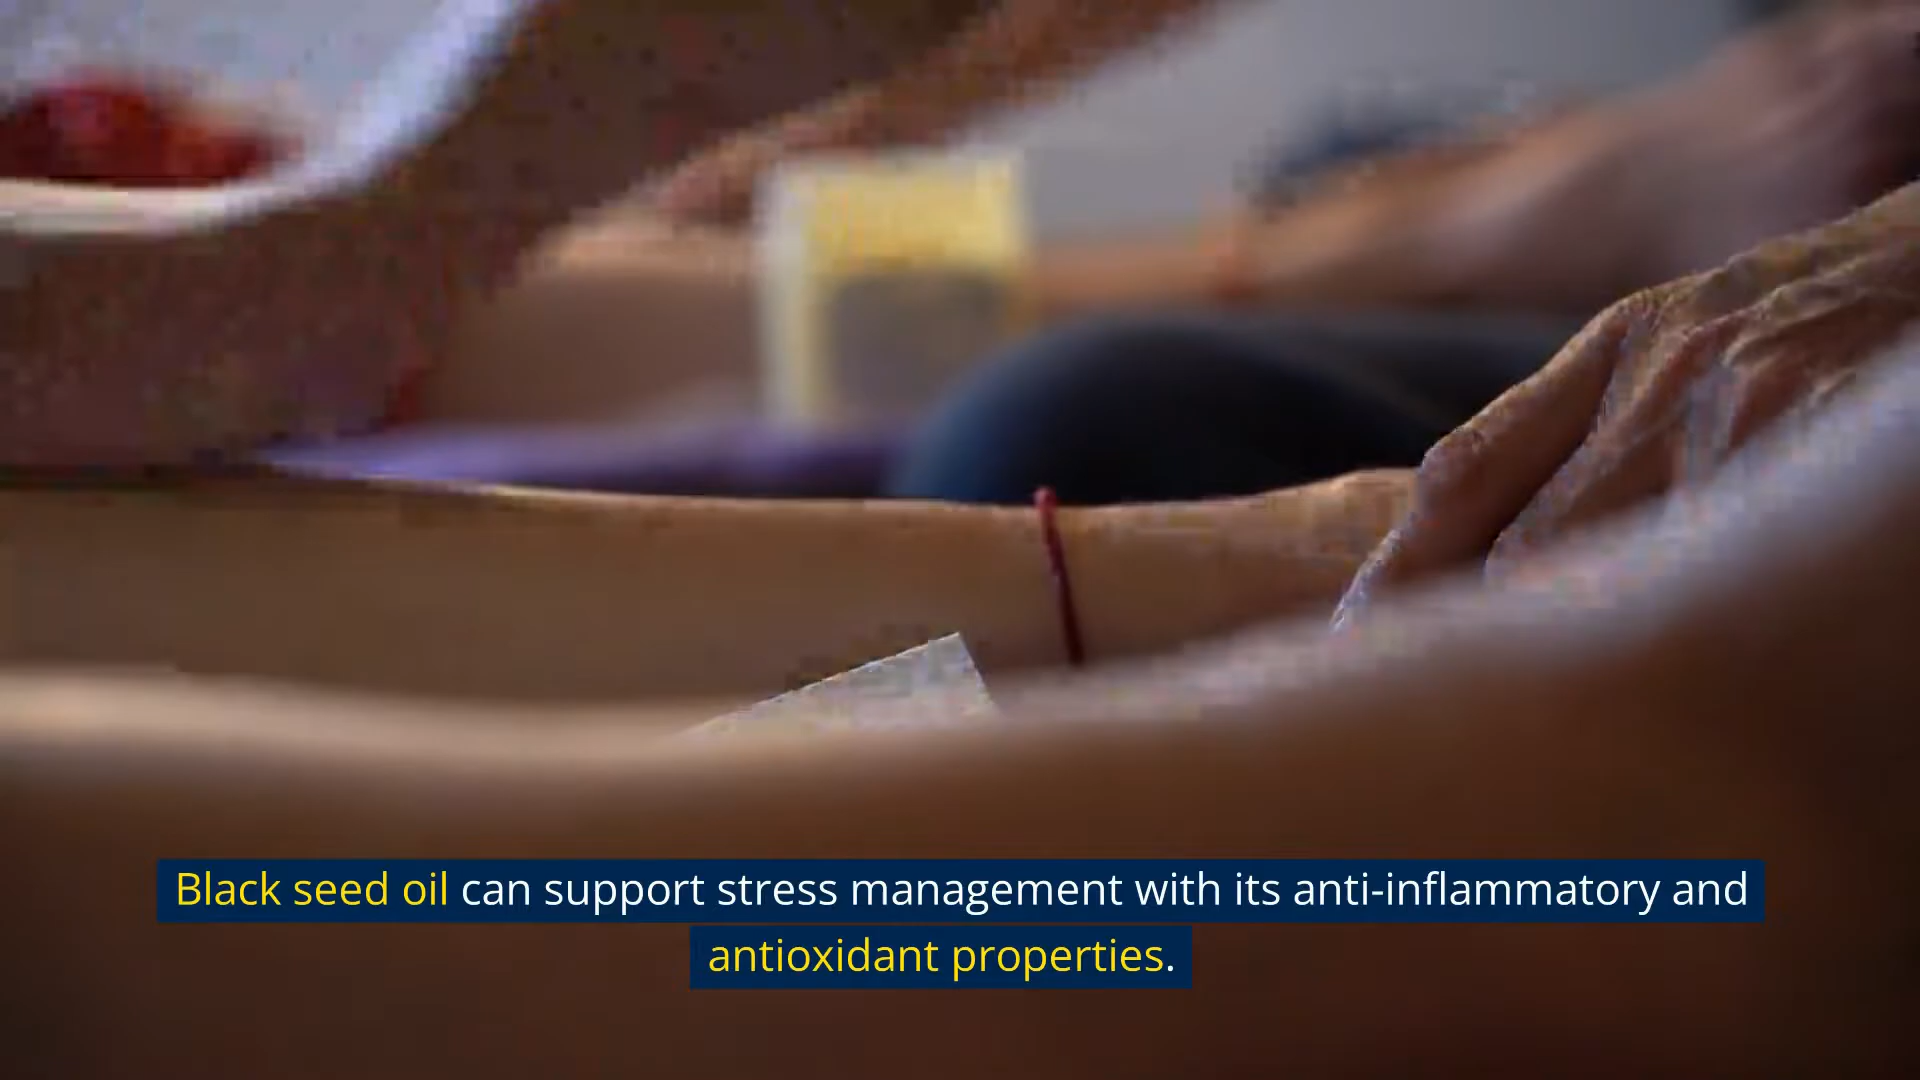 Black seed oil can support stress management with its anti-inflammatory and
antioxidant properties.